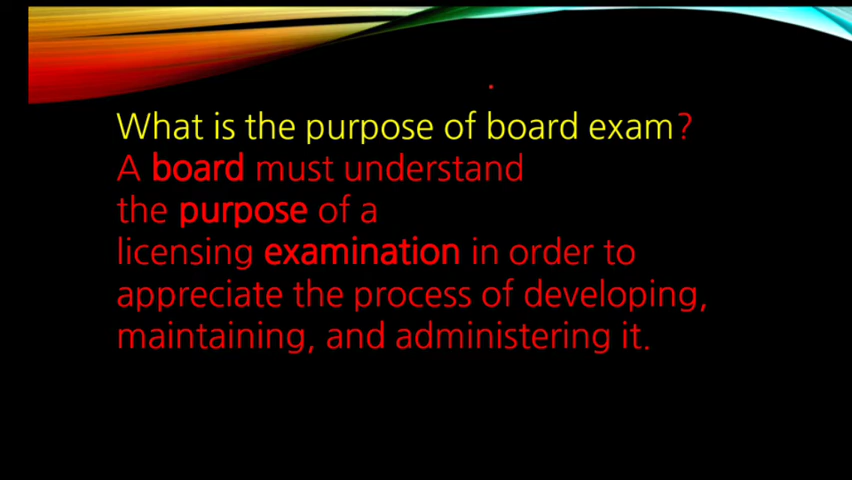 What is the purpose of board exam?
A board must understand
the purpose of a
licensing examination in order to
appreciate the process of developing,
maintaining, and administering it.